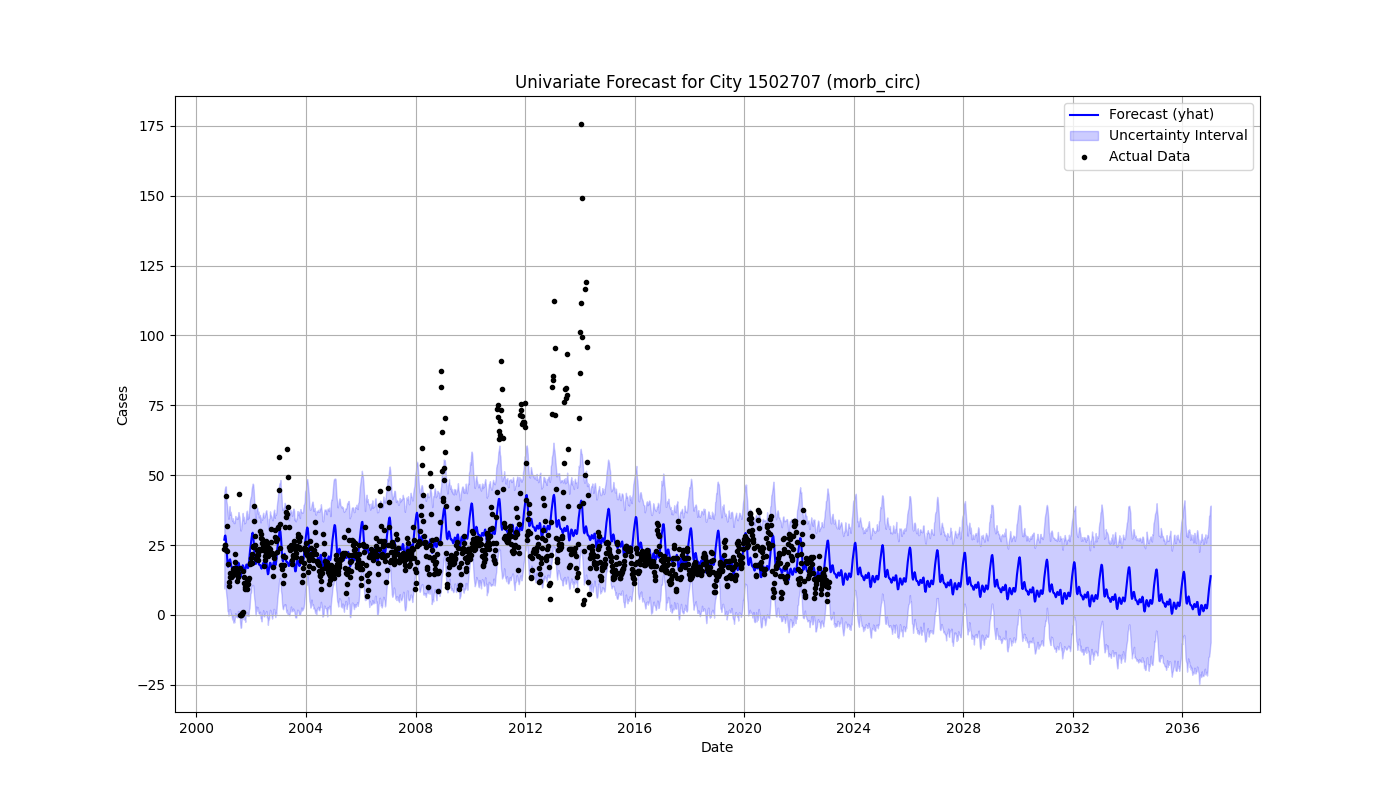 Univariate Forecast for City 1502707 (morb_circ)
Forecast (yhat)
Uncertainty Interval
Actual Data
Cases
175
150
125
100
75
50
25
0
−25
2000 2004 2008 2012 2016 2020 2024 2028 2032 2036
Date